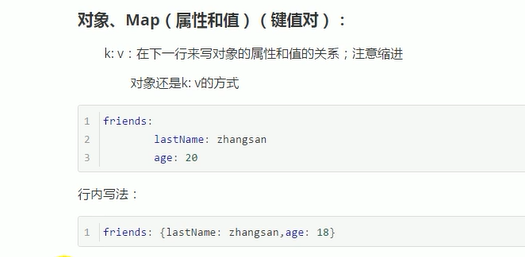 对象、Map（属性和值）（键值对）：
k: v：在下一行来写对象的属性和值的关系；注意缩进
对象还是k: v的方式
1 friends:
2 lastName: zhangsan
3 age: 20
行内写法：
1 friends: {lastName: zhangsan,age: 18}